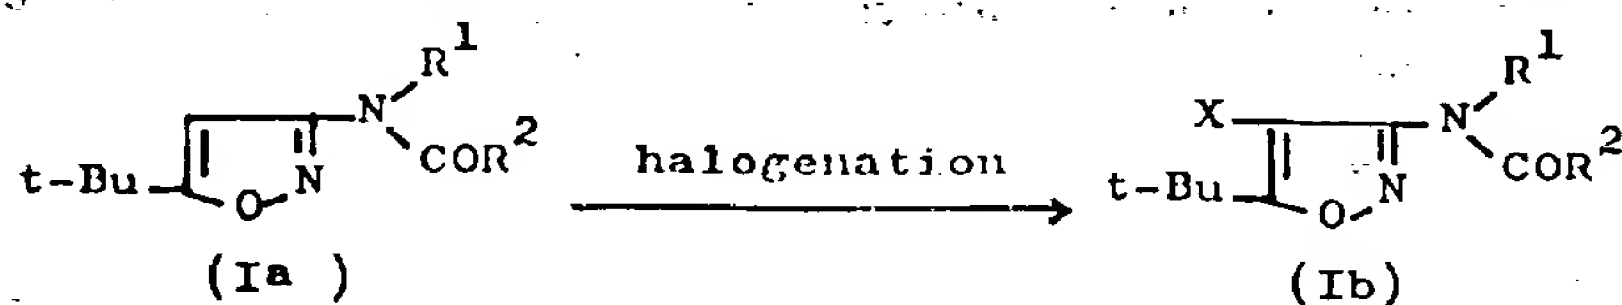 R¹ R¹
N X N
COR² halogenation COR²
t-Bu O N t-Bu O N
(Ia ) (Ib)